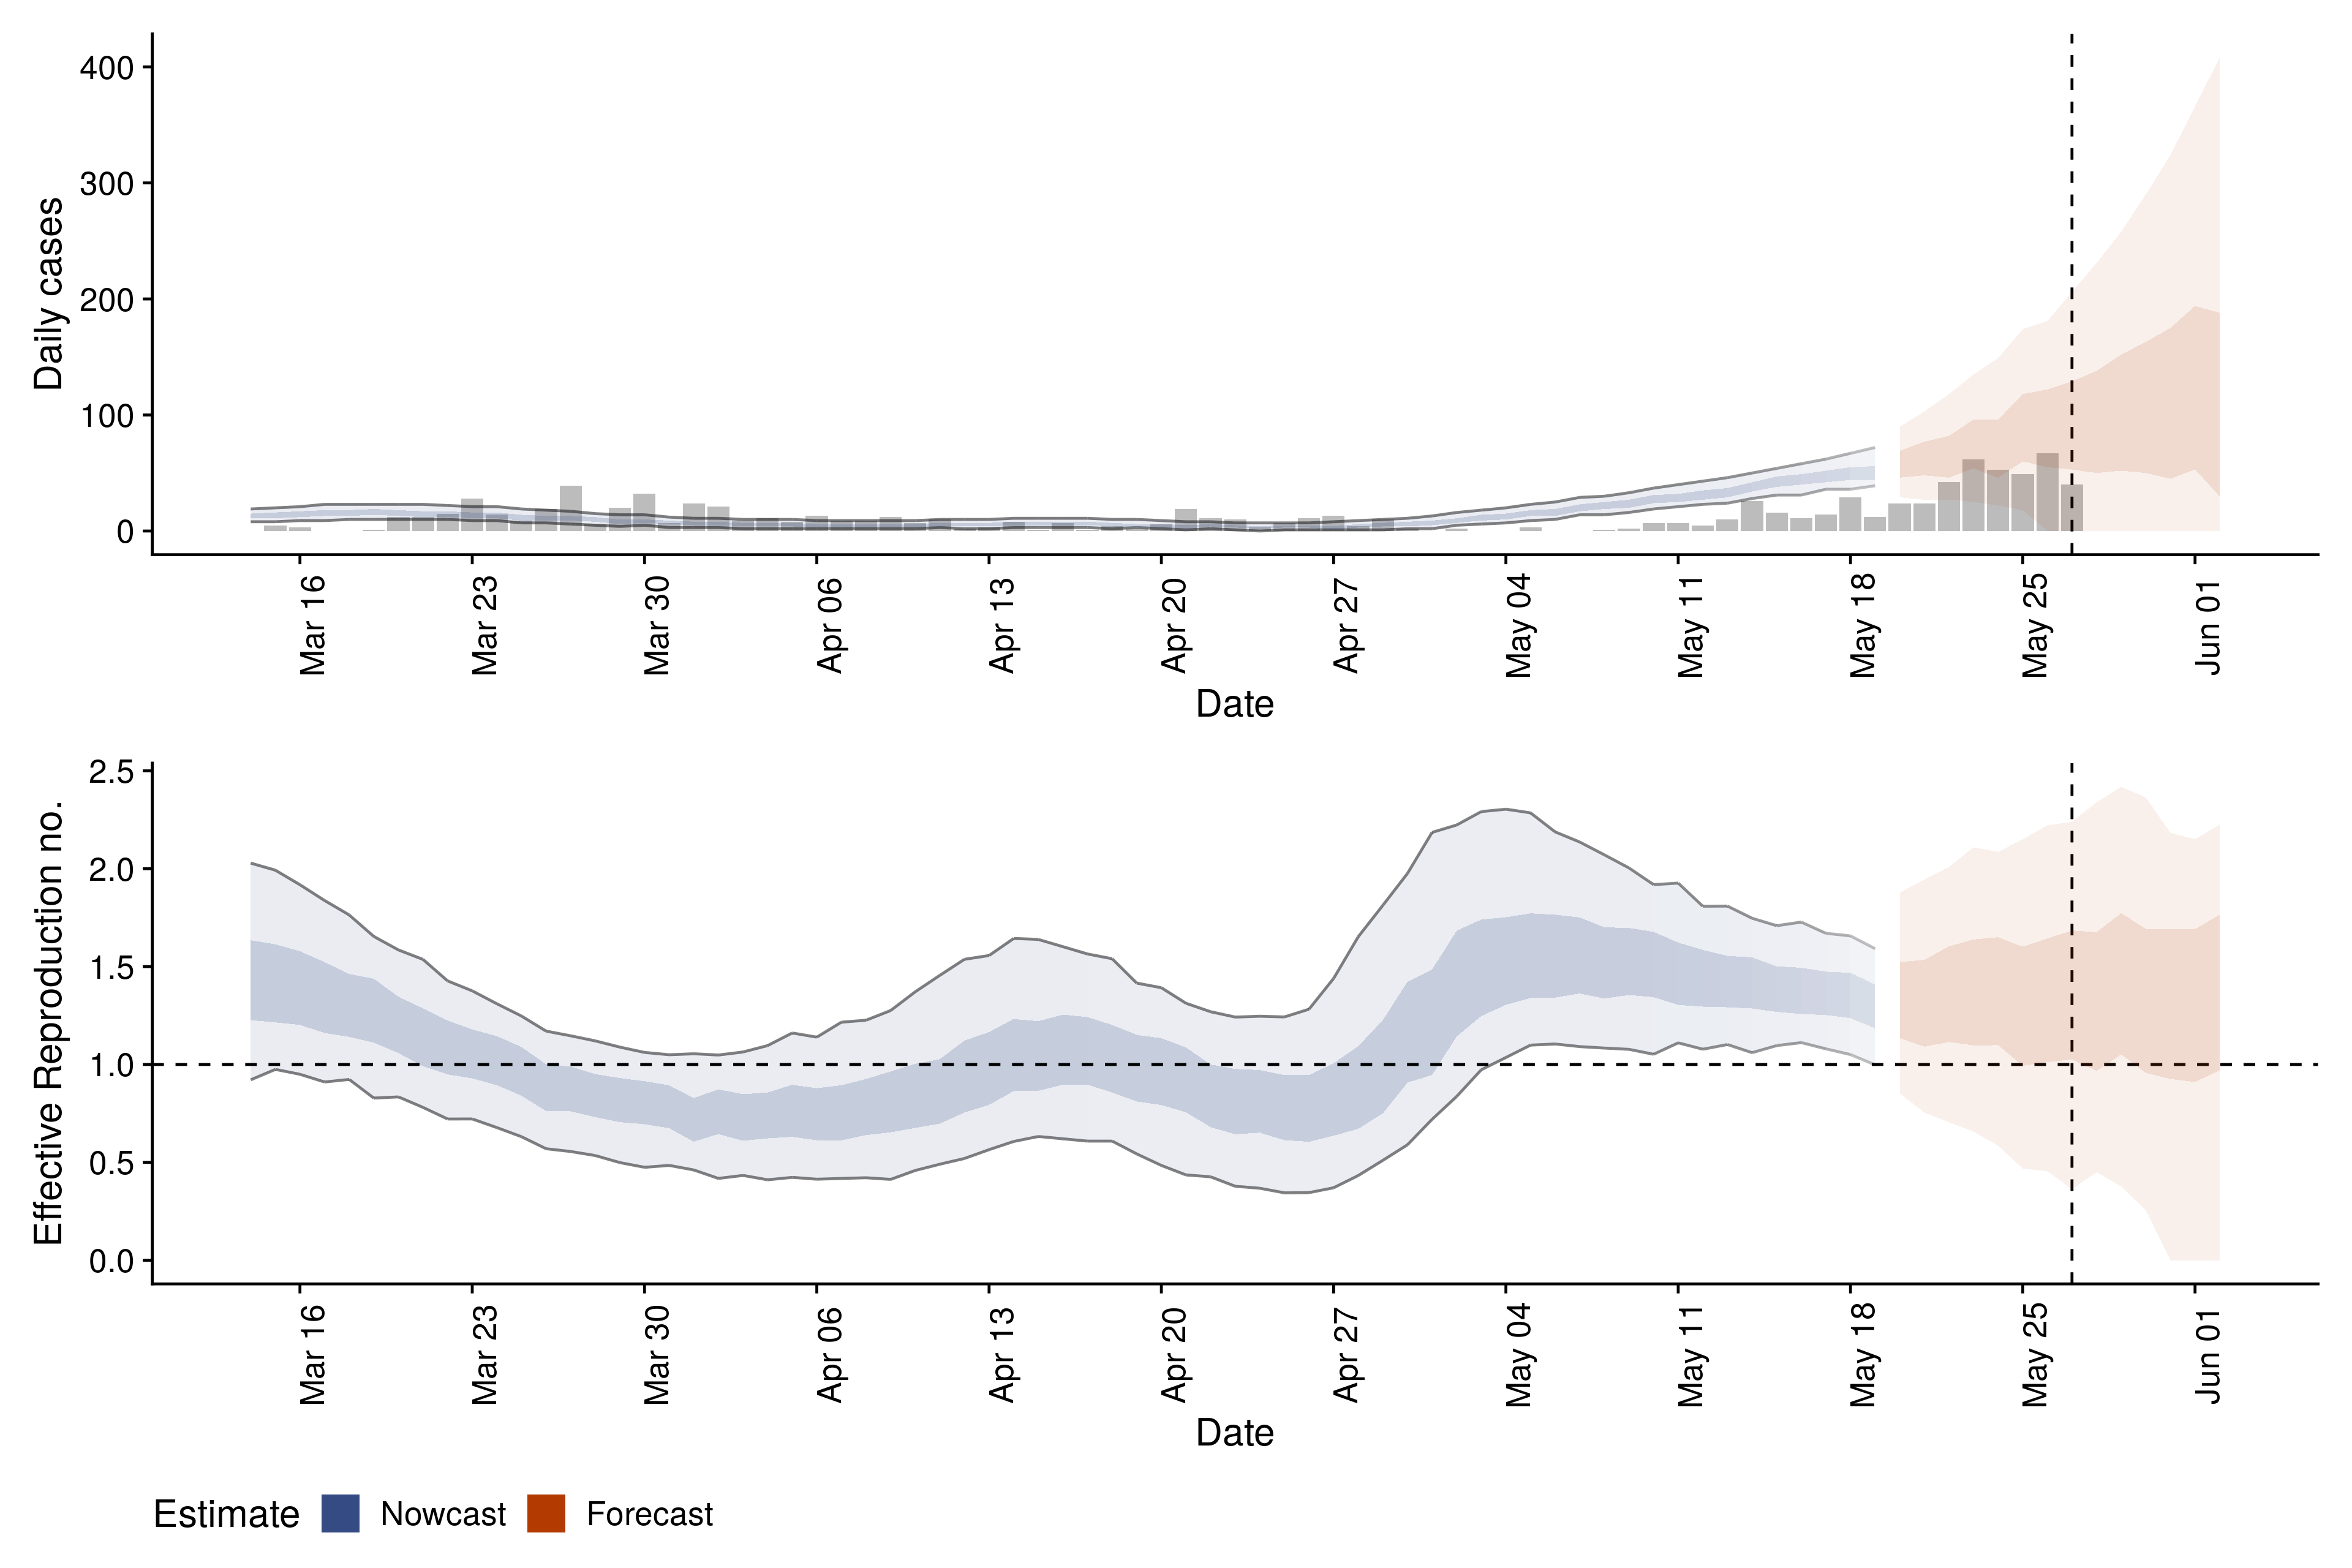 Daily cases
400
300
200
100
0
Mar 16
Mar 23
Mar 30
Apr 06
Apr 13
Apr 20
Apr 27
May 04
May 11
May 18
May 25
Jun 01
Date
Effective Reproduction no.
2.5
2.0
1.5
1.0
0.5
0.0
Mar 16
Mar 23
Mar 30
Apr 06
Apr 13
Apr 20
Apr 27
May 04
May 11
May 18
May 25
Jun 01
Date
Estimate Nowcast Forecast